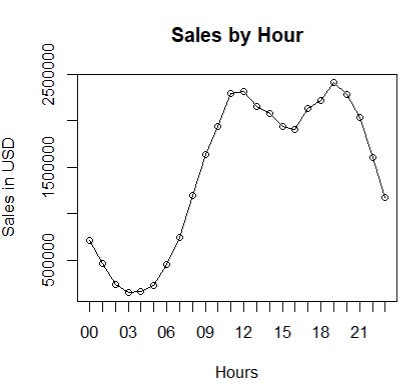 Sales by Hour
Sales in USD
2500000
1500000
500000
00 03 06 09 12 15 18 21
Hours